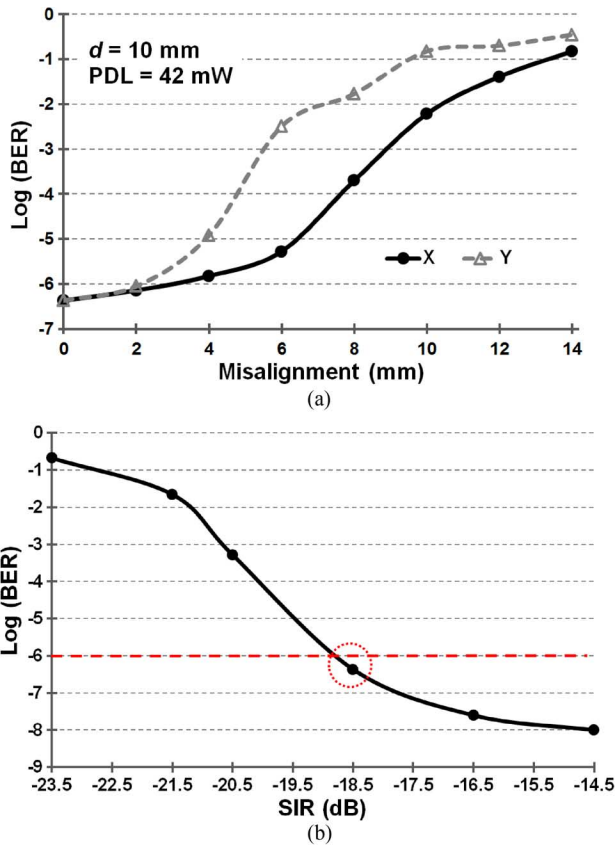 0
-1
-2
-3
-4
-5
-6
-7
Log (BER)
d = 10 mm
PDL = 42 mW
X Y
0 2 4 6 8 10 12 14
Misalignment (mm)
(a)
0
-1
-2
-3
-4
-5
-6
-7
-8
-9
Log (BER)
-23.5 -22.5 -21.5 -20.5 -19.5 -18.5 -17.5 -16.5 -15.5 -14.5
SIR (dB)
(b)